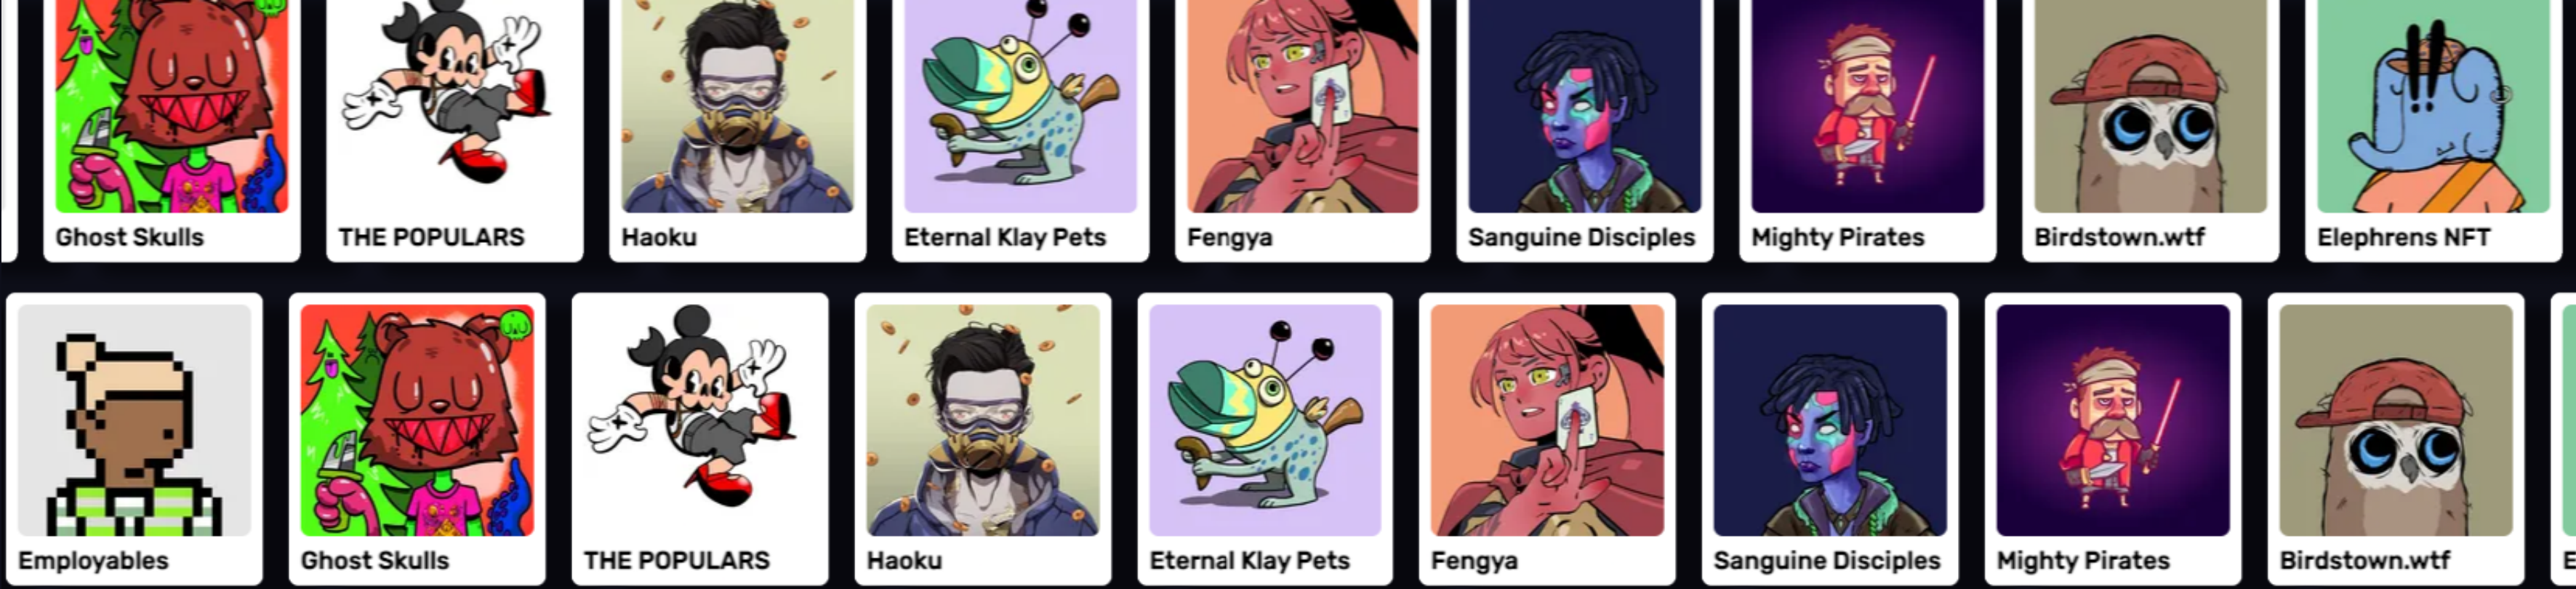 Ghost Skulls
THE POPULARS
Haoku
Eternal Klay Pets
Fengya
Sanguine Disciples
Mighty Pirates
Birdstown.wtf
Elephrens NFT
Employables
Ghost Skulls
THE POPULARS
Haoku
Eternal Klay Pets
Fengya
Sanguine Disciples
Mighty Pirates
Birdstown.wtf
E